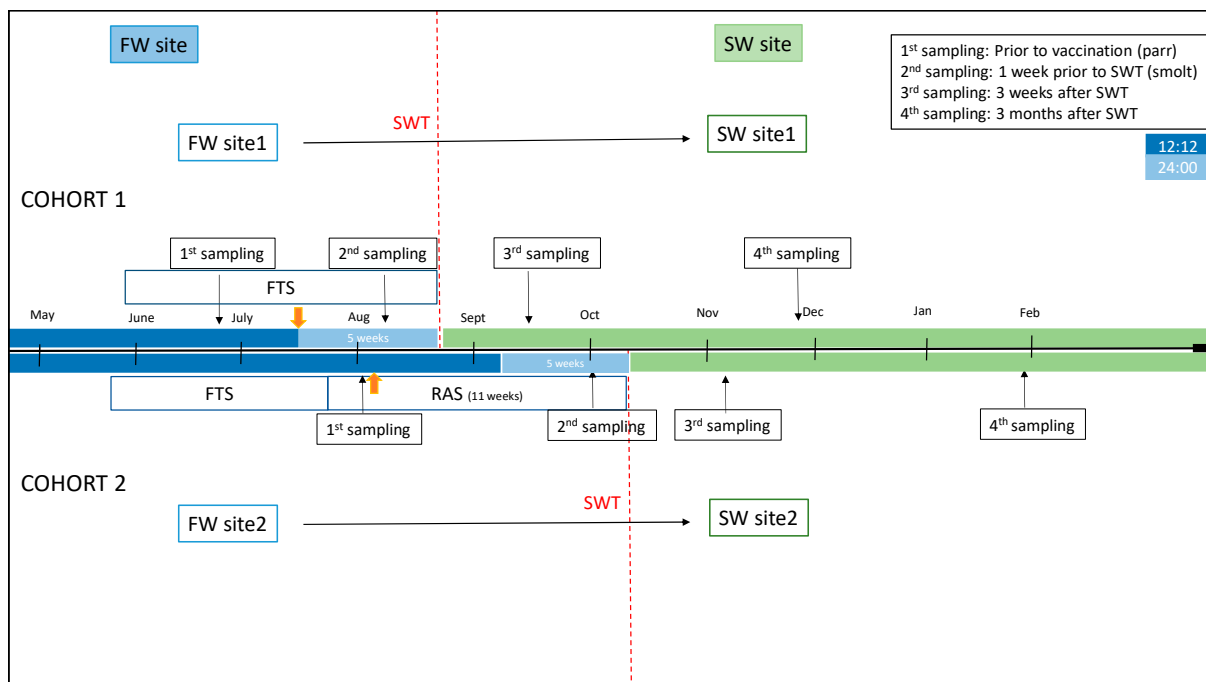 FW site
SW site
1st sampling: Prior to vaccination (parr)
2nd sampling: 1 week prior to SWT (smolt)
3rd sampling: 3 weeks after SWT
4th sampling: 3 months after SWT
SWT
FW site1
SW site1
12:12
24:00
COHORT 1
1st sampling
2nd sampling
3rd sampling
4th sampling
FTS
May
June
July
Aug
Sept
Oct
Nov
Dec
Jan
Feb
5 weeks
5 weeks
FTS
RAS (11 weeks)
1st sampling
2nd sampling
3rd sampling
4th sampling
COHORT 2
SWT
FW site2
SW site2